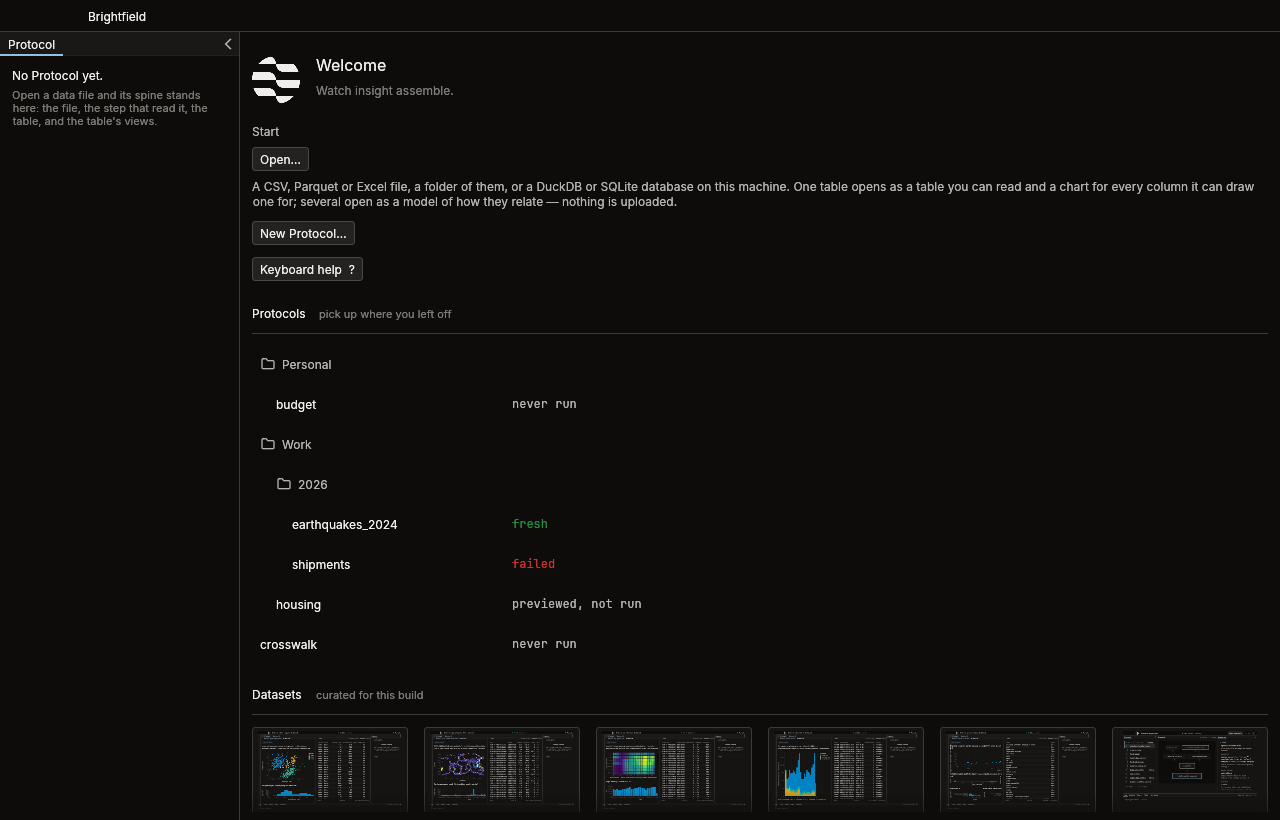 Brightfield
Protocol
No Protocol yet.
Open a data file and its spine stands
here: the file, the step that read it, the
table, and the table's views.
Welcome
Watch insight assemble.
Start
Open...
A CSV, Parquet or Excel file, a folder of them, or a DuckDB or SQLite database on this machine. One table opens as a table you can read and a chart for every column it can draw
one for; several open as a model of how they relate — nothing is uploaded.
New Protocol...
Keyboard help ?
Protocols pick up where you left off
Personal
budget never run
Work
2026
earthquakes_2024 fresh
shipments failed
housing previewed, not run
crosswalk never run
Datasets curated for this build